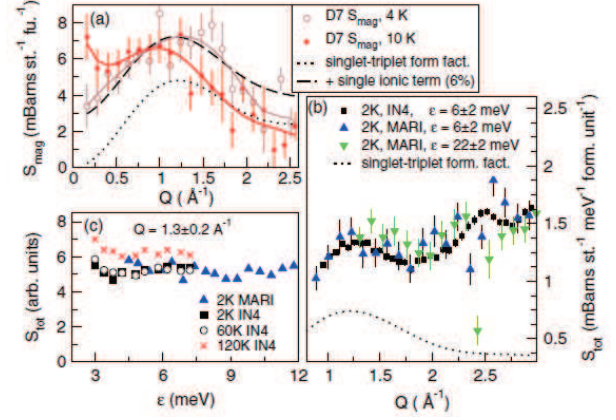 (a)
S_mag (mBarns st.⁻¹ fu.⁻¹)
8
6
4
2
0
0
0.5
1
1.5
2
2.5
Q ( Å⁻¹)
D7 S_mag, 4 K
D7 S_mag, 10 K
singlet-triplet form fact.
+ single ionic term (6%)
(b)
2K, IN4, ε = 6±2 meV
2K, MARI, ε = 6±2 meV
2K, MARI, ε = 22±2 meV
singlet-triplet form. fact.
2.5
2
1.5
1
0.5
S_tot (mBarns st.⁻¹ meV⁻¹ form. unit⁻¹)
1
1.5
2
2.5
Q ( Å⁻¹)
(c)
Q = 1.3±0.2 Å⁻¹
S_tot (arb. units)
8
6
4
2
0
2K MARI
2K IN4
60K IN4
120K IN4
3
6
9
12
ε (meV)